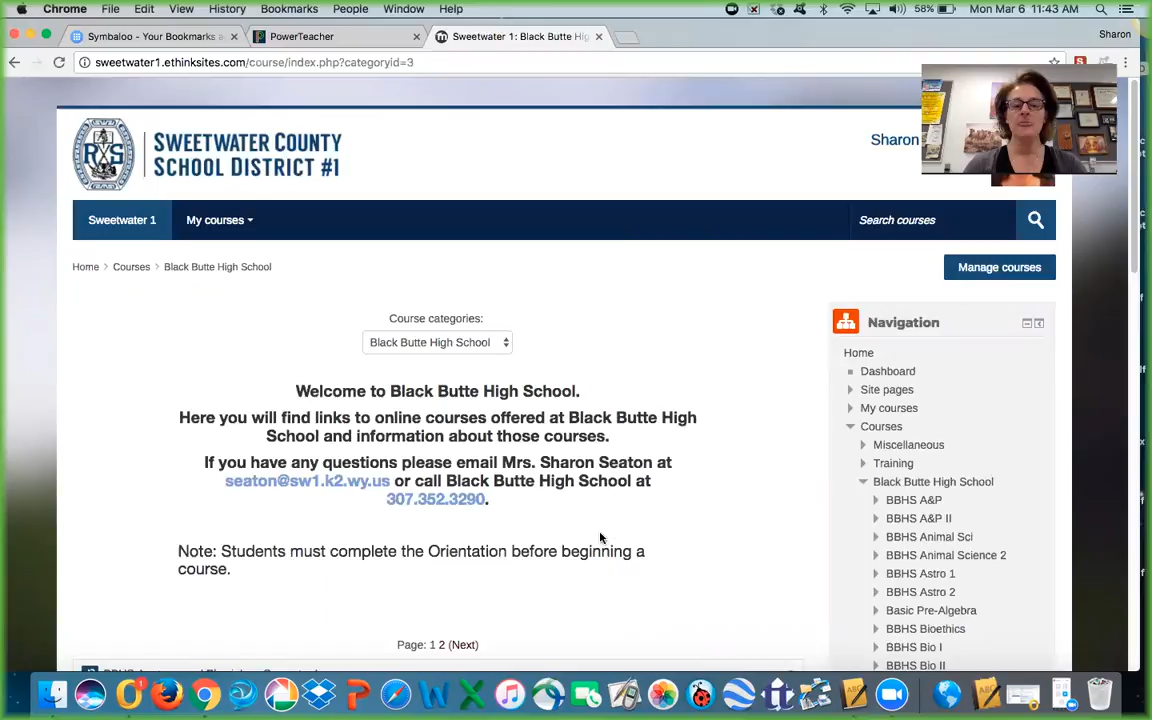 Chrome File Edit View History Bookmarks People Window Help 58% Mon Mar 6 11:43 AM
Symbaloo - Your Bookmarks a
PowerTeacher
Sweetwater 1: Black Butte Hig
Sharon
sweetwater1.ethinksites.com/course/index.php?categoryid=3
SWEETWATER COUNTY
SCHOOL DISTRICT #1
Sharon
Sweetwater 1 My courses Search courses
Home Courses Black Butte High School
Manage courses
Course categories:
Black Butte High School
Welcome to Black Butte High School.
Here you will find links to online courses offered at Black Butte High
School and information about those courses.
If you have any questions please email Mrs. Sharon Seaton at
seaton@sw1.k2.wy.us or call Black Butte High School at
307.352.3290.
Note: Students must complete the Orientation before beginning a
course.
Page: 1 2 (Next)
Navigation
Home
Dashboard
Site pages
My courses
Courses
Miscellaneous
Training
Black Butte High School
BBHS A&P
BBHS A&P II
BBHS Animal Sci
BBHS Animal Science 2
BBHS Astro 1
BBHS Astro 2
Basic Pre-Algebra
BBHS Bioethics
BBHS Bio I
BBHS Bio II